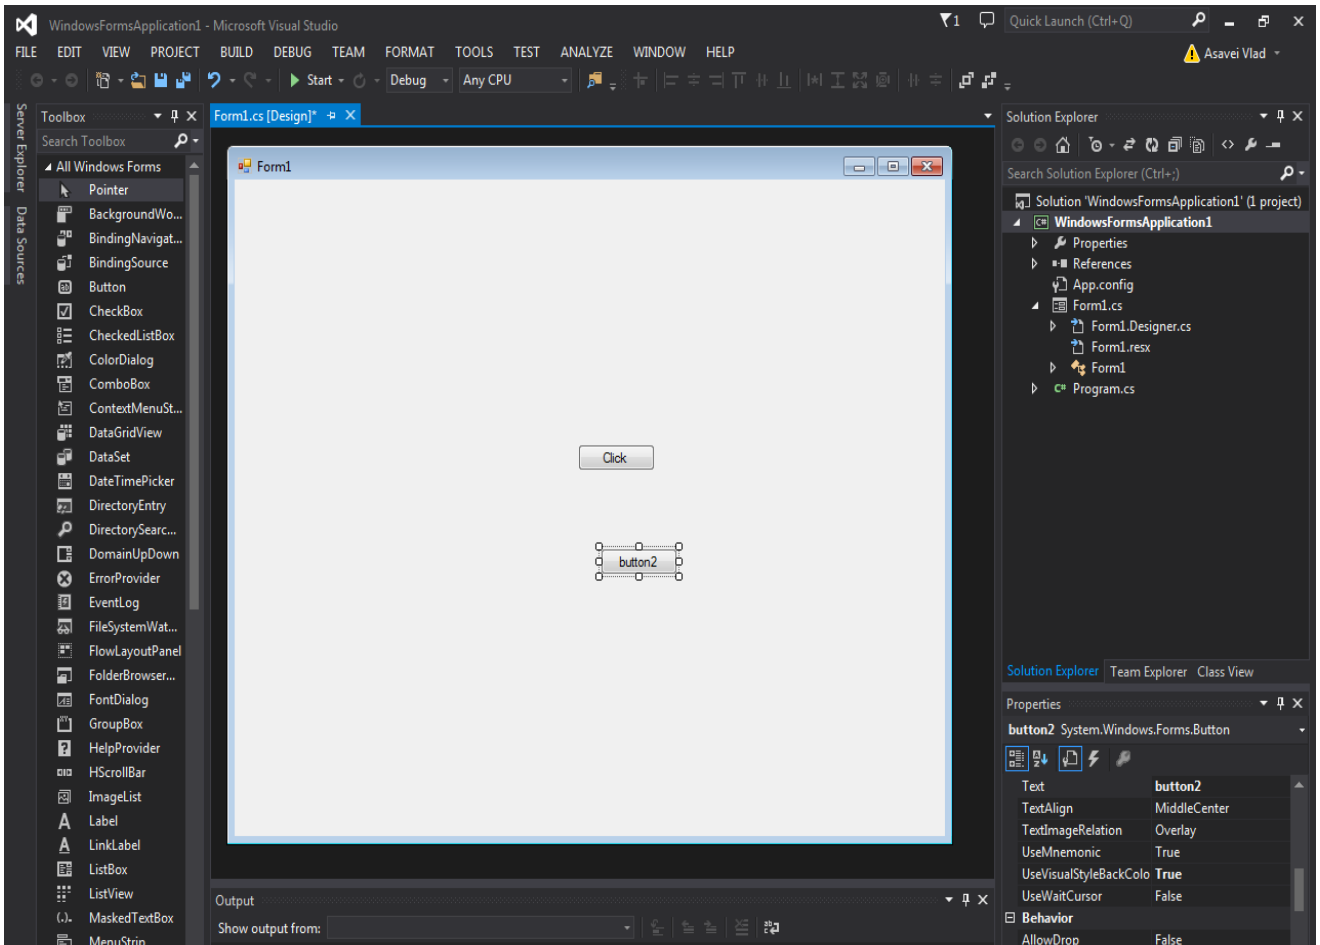 WindowsFormsApplication1 - Microsoft Visual Studio
1
Quick Launch (Ctrl+Q)
FILE EDIT VIEW PROJECT BUILD DEBUG TEAM FORMAT TOOLS TEST ANALYZE WINDOW HELP
Asavei Vlad
Start
Debug
Any CPU
Server Explorer
Data Sources
Toolbox
Search Toolbox
All Windows Forms
Pointer
BackgroundWo...
BindingNavigat...
BindingSource
Button
CheckBox
CheckedListBox
ColorDialog
ComboBox
ContextMenuSt...
DataGridView
DataSet
DateTimePicker
DirectoryEntry
DirectorySearc...
DomainUpDown
ErrorProvider
EventLog
FileSystemWat...
FlowLayoutPanel
FolderBrowser...
FontDialog
GroupBox
HelpProvider
HScrollBar
ImageList
Label
LinkLabel
ListBox
ListView
MaskedTextBox
MenuStrip
Form1.cs [Design]*
Form1
Click
button2
Output
Show output from:
Solution Explorer
Search Solution Explorer (Ctrl+;)
Solution 'WindowsFormsApplication1' (1 project)
WindowsFormsApplication1
Properties
References
App.config
Form1.cs
Form1.Designer.cs
Form1.resx
Form1
Program.cs
Solution Explorer Team Explorer Class View
Properties
button2 System.Windows.Forms.Button
Text button2
TextAlign MiddleCenter
TextImageRelation Overlay
UseMnemonic True
UseVisualStyleBackColo True
UseWaitCursor False
Behavior
AllowDrop False